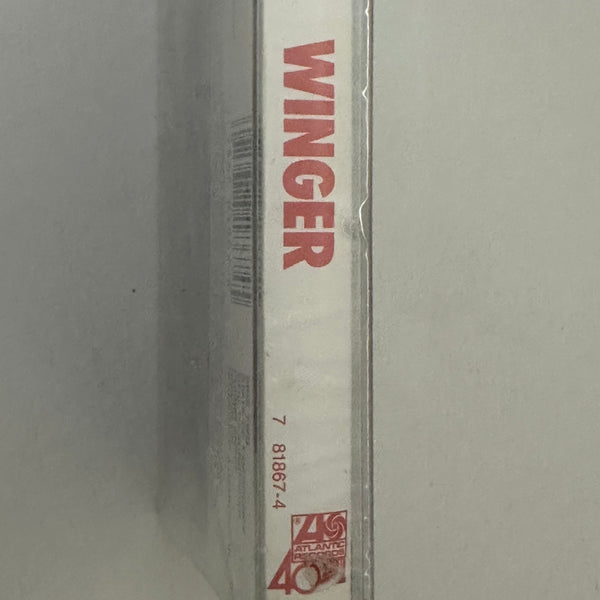 WINGER
7 81867-4
ATLANTIC
RECORDS
40